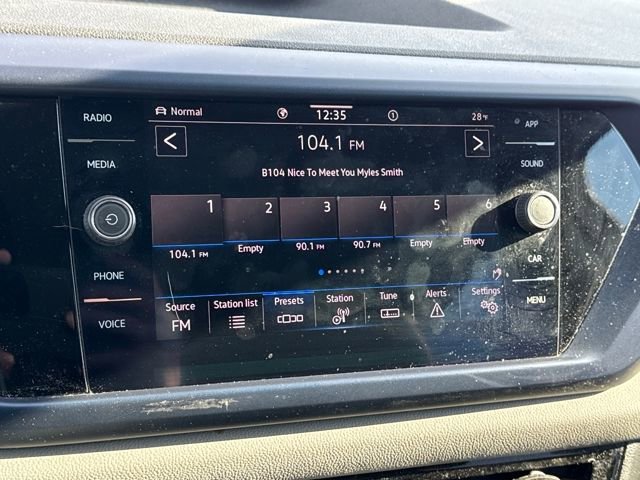 RADIO
MEDIA
PHONE
VOICE
Normal
12:35
1
28°F
104.1 FM
B104 Nice To Meet You Myles Smith
1 2 3 4 5 6
104.1 FM Empty 90.1 FM 90.7 FM Empty Empty
Source Station list Presets Station Tune Alerts Settings
FM
APP
SOUND
CAR
MENU